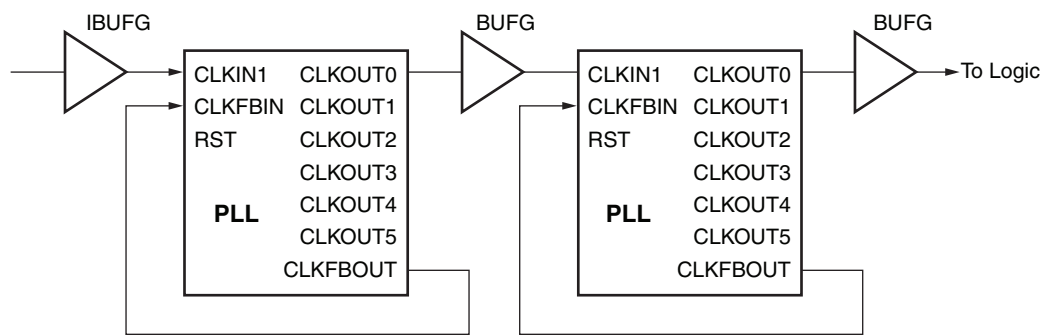 IBUFG BUFG BUFG
CLKIN1 CLKOUT0 CLKIN1 CLKOUT0 To Logic
CLKFBIN CLKOUT1 CLKFBIN CLKOUT1
RST CLKOUT2 RST CLKOUT2
CLKOUT3 CLKOUT3
PLL CLKOUT4 PLL CLKOUT4
CLKOUT5 CLKOUT5
CLKFBOUT CLKFBOUT